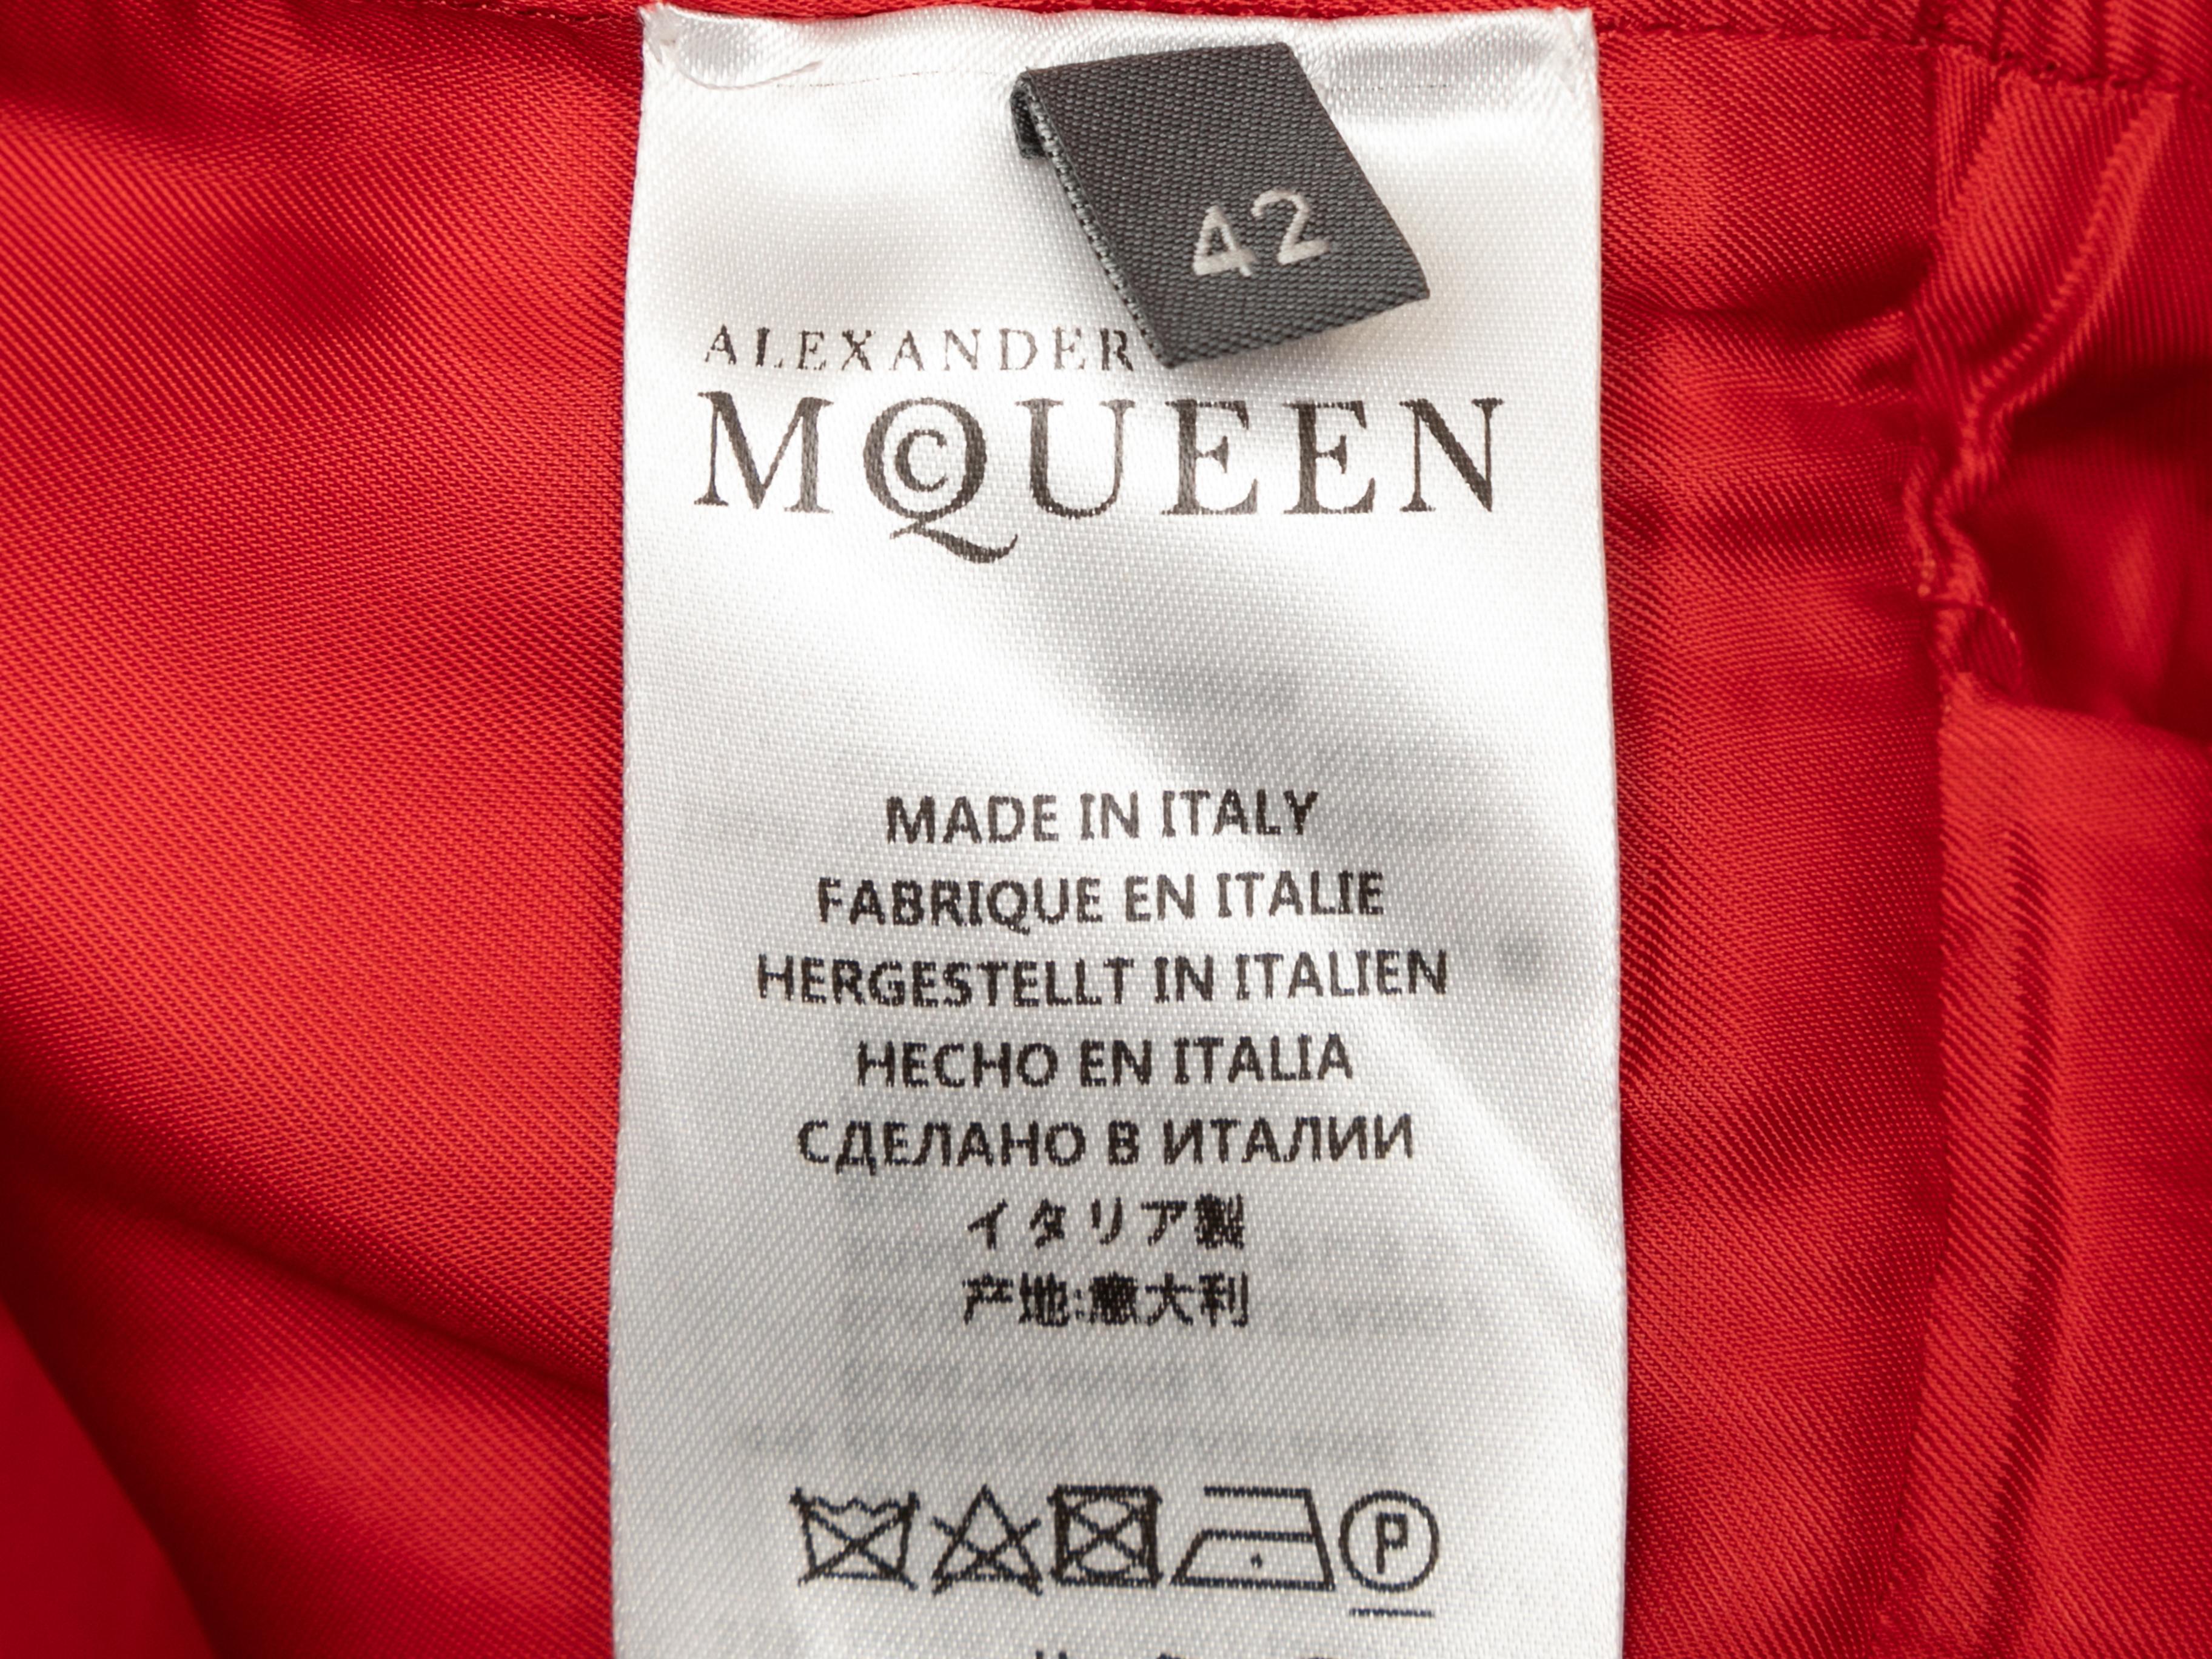 42
ALEXANDER
McQUEEN
MADE IN ITALY
FABRIQUE EN ITALIE
HERGESTELLT IN ITALIEN
HECHO EN ITALIA
СДЕЛАНО В ИТАЛИИ
イタリア製
产地:意大利
P